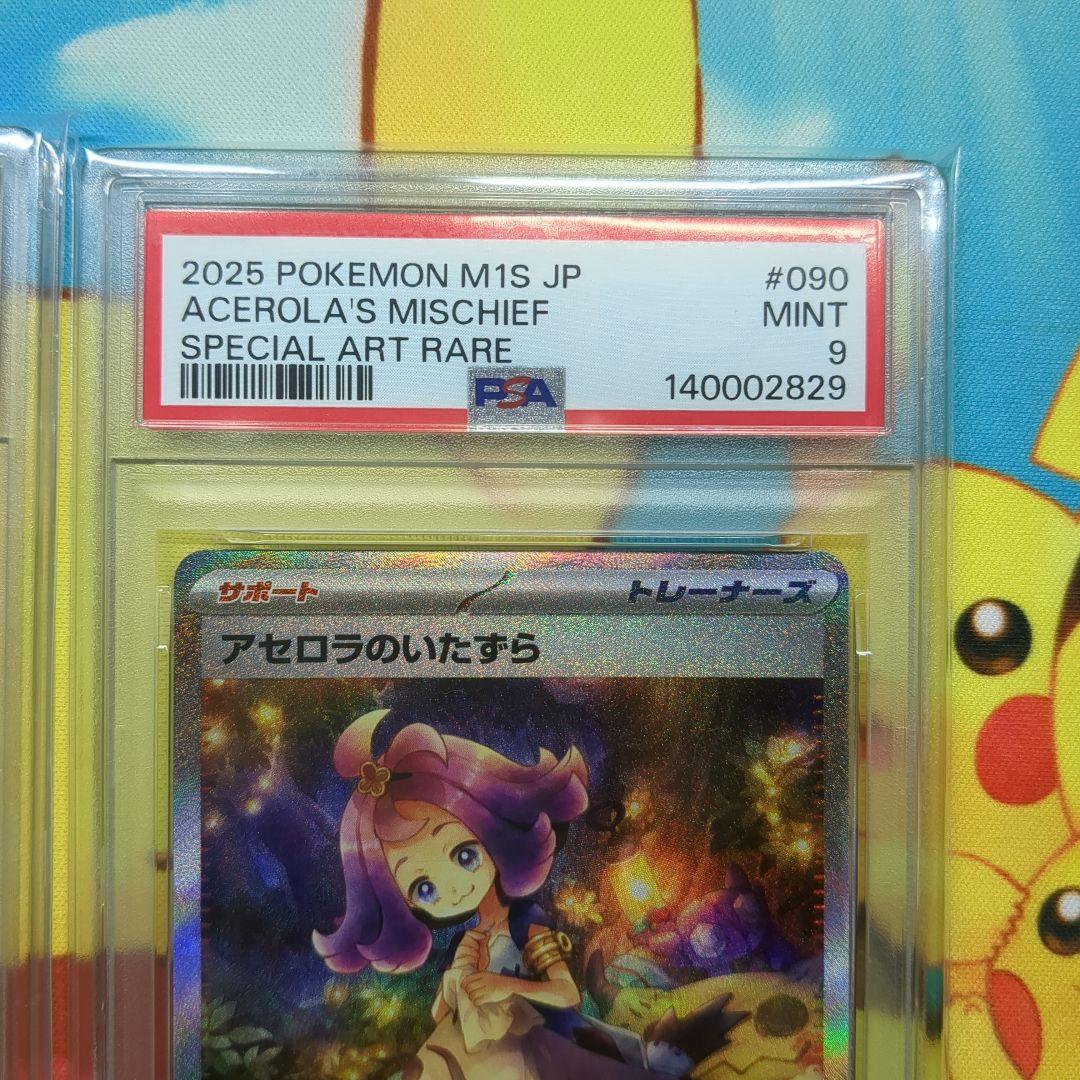 2025 POKEMON M1S JP #090
ACEROLA'S MISCHIEF MINT
SPECIAL ART RARE 9
PSA 140002829
サポート トレーナーズ
アセロラのいたずら